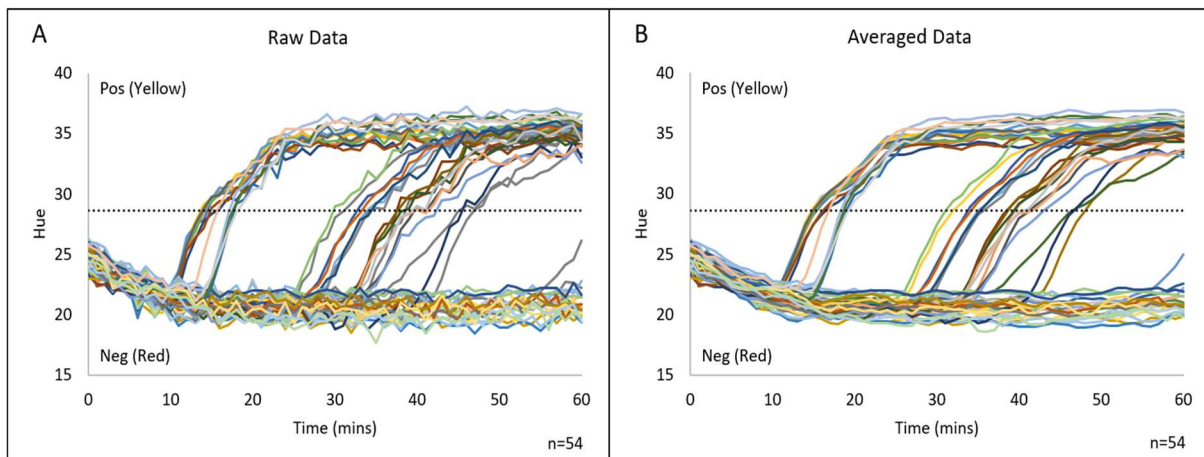 A
Raw Data
40
Pos (Yellow)
35
30
Hue
25
20
Neg (Red)
15
0 10 20 30 40 50 60
Time (mins)
n=54
B
Averaged Data
40
Pos (Yellow)
35
30
Hue
25
20
Neg (Red)
15
0 10 20 30 40 50 60
Time (mins)
n=54